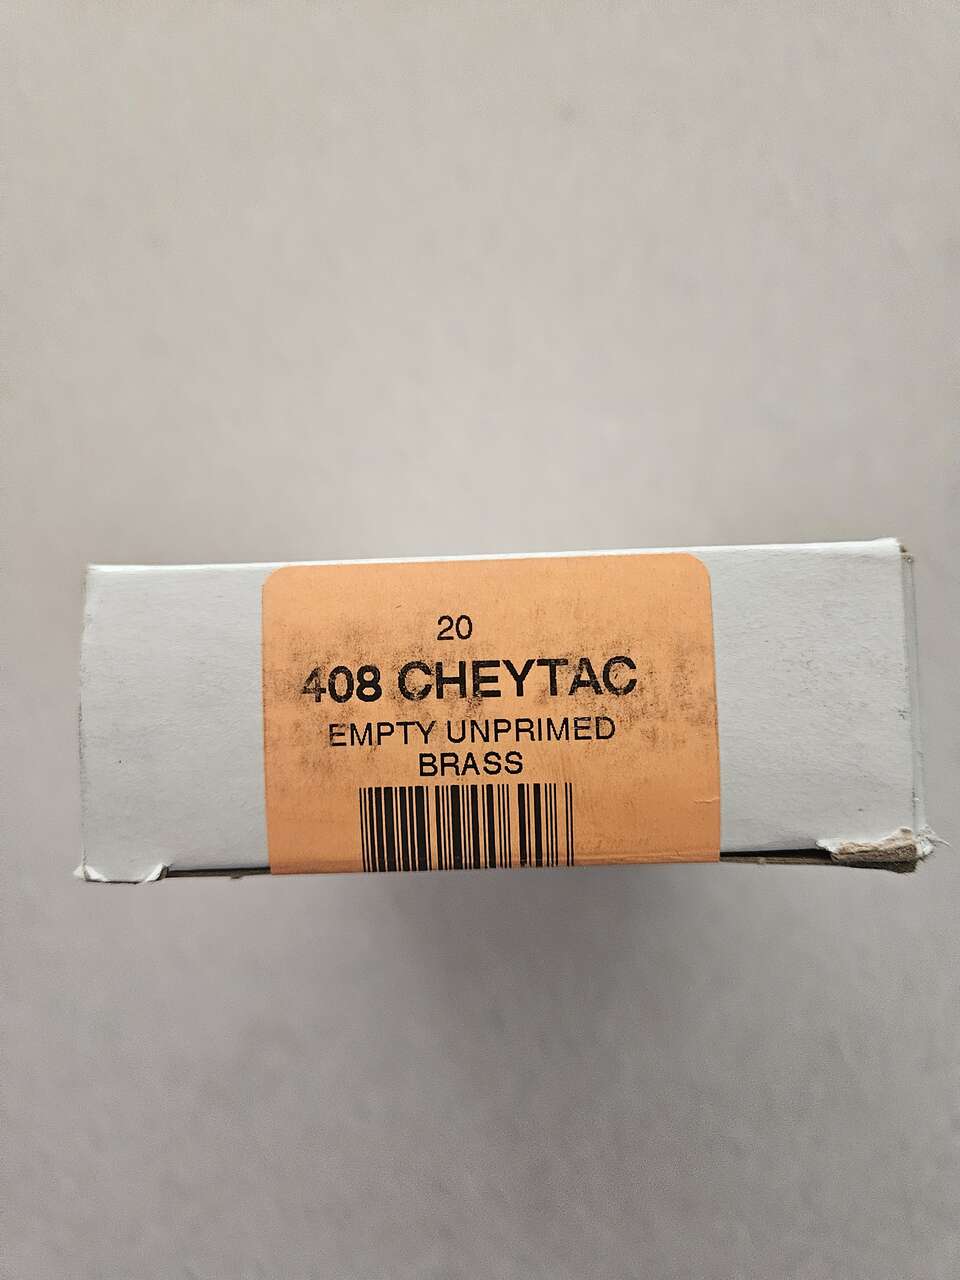 20
408 CHEYTAC
EMPTY UNPRIMED
BRASS